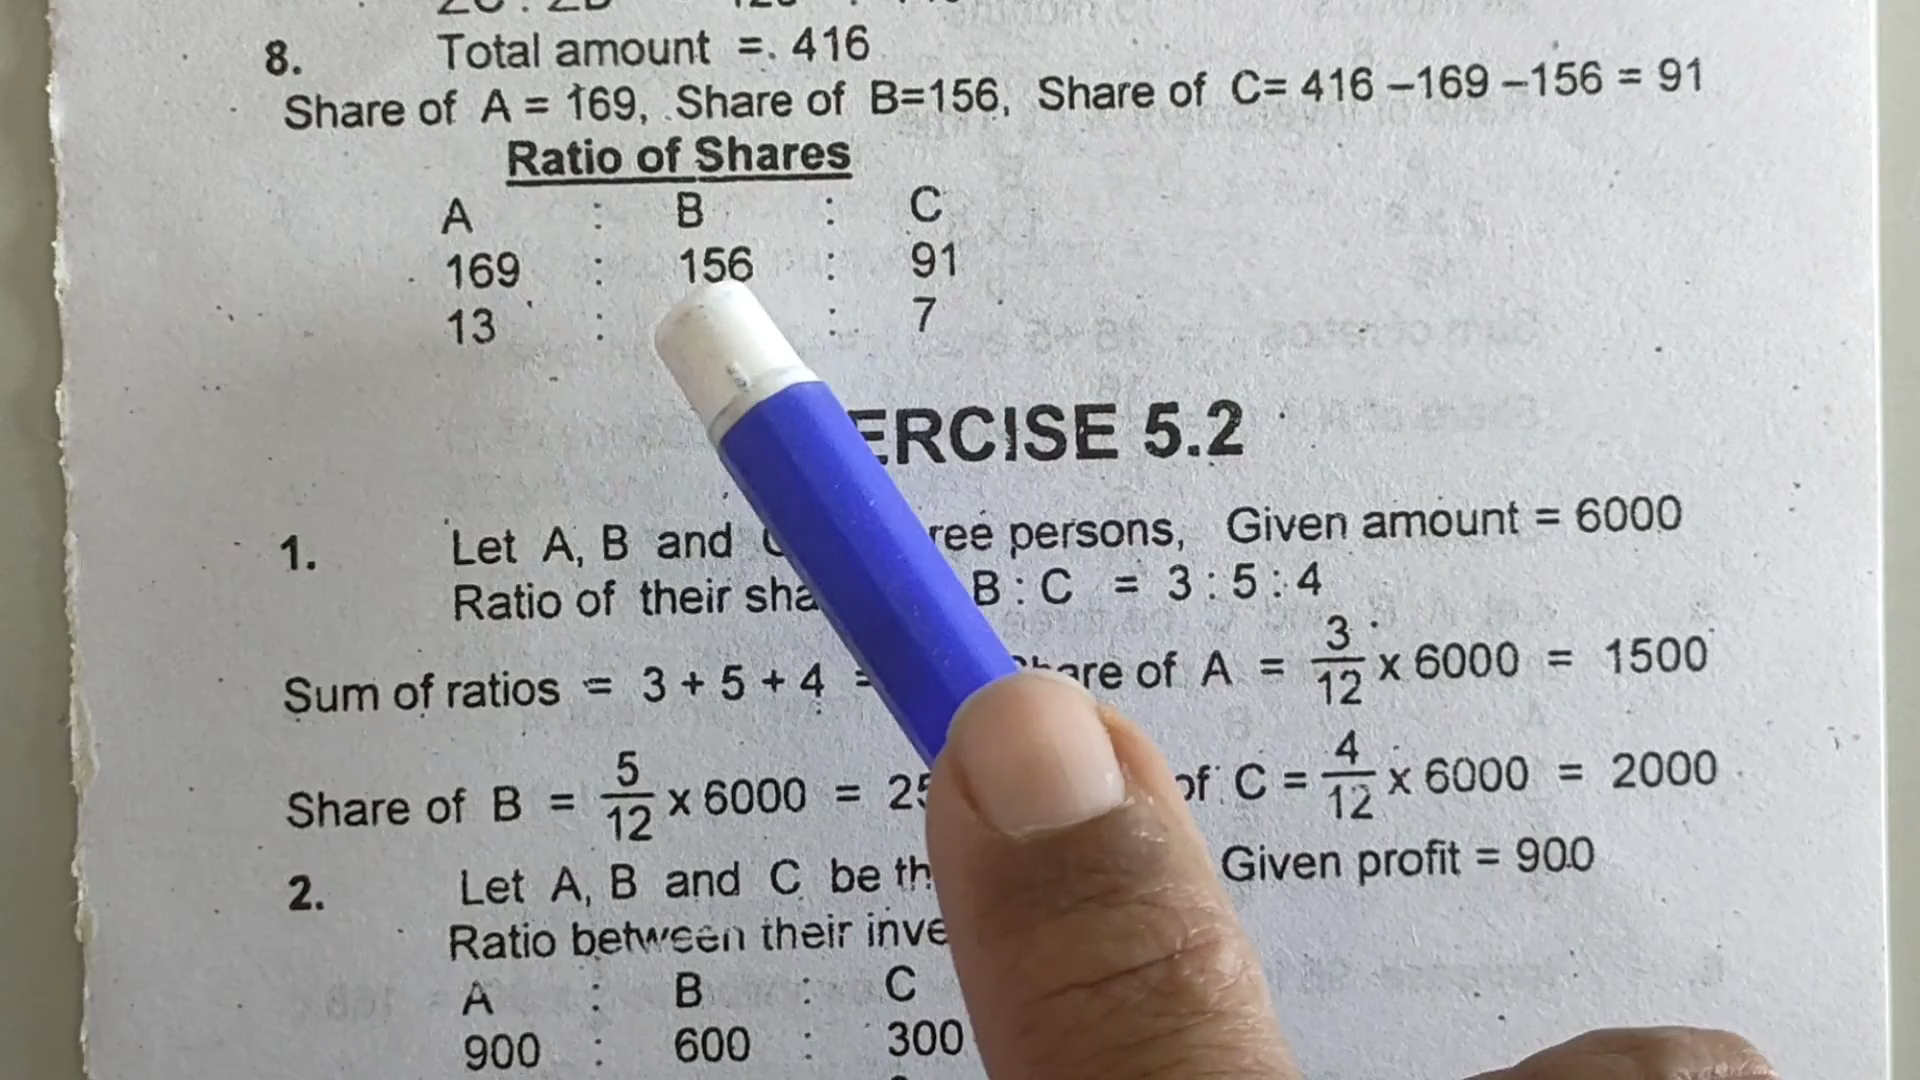 8. Total amount = 416
Share of A = 169, Share of B=156, Share of C= 416 –169 –156 = 91
Ratio of Shares
A : B : C
169 : 156 : 91
13 : : 7
ERCISE 5.2
1. Let A, B and ree persons, Given amount = 6000
Ratio of their sha B : C = 3 : 5 : 4
Sum of ratios = 3 + 5 + 4 = Share of A = 3/12 x 6000 = 1500
Share of B = 5/12 x 6000 = 25 of C = 4/12 x 6000 = 2000
2. Let A, B and C be th Given profit = 900
Ratio between their inve
A : B : C
900 : 600 : 300